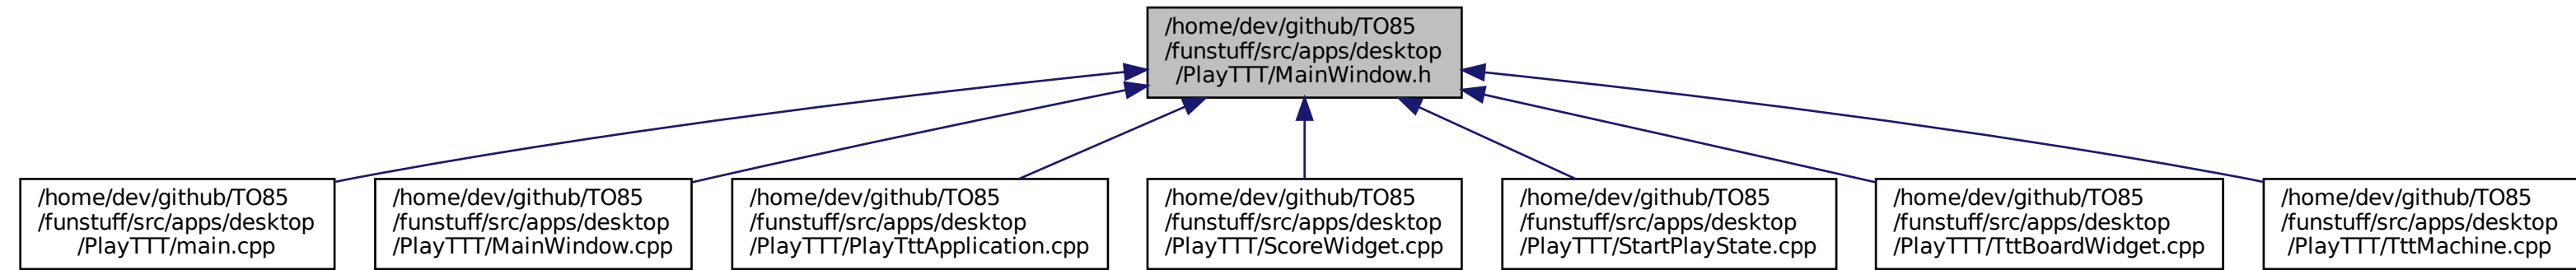 /home/dev/github/TO85
/funstuff/src/apps/desktop
/PlayTTT/MainWindow.h
/home/dev/github/TO85
/funstuff/src/apps/desktop
/PlayTTT/main.cpp
/home/dev/github/TO85
/funstuff/src/apps/desktop
/PlayTTT/MainWindow.cpp
/home/dev/github/TO85
/funstuff/src/apps/desktop
/PlayTTT/PlayTttApplication.cpp
/home/dev/github/TO85
/funstuff/src/apps/desktop
/PlayTTT/ScoreWidget.cpp
/home/dev/github/TO85
/funstuff/src/apps/desktop
/PlayTTT/StartPlayState.cpp
/home/dev/github/TO85
/funstuff/src/apps/desktop
/PlayTTT/TttBoardWidget.cpp
/home/dev/github/TO85
/funstuff/src/apps/desktop
/PlayTTT/TttMachine.cpp